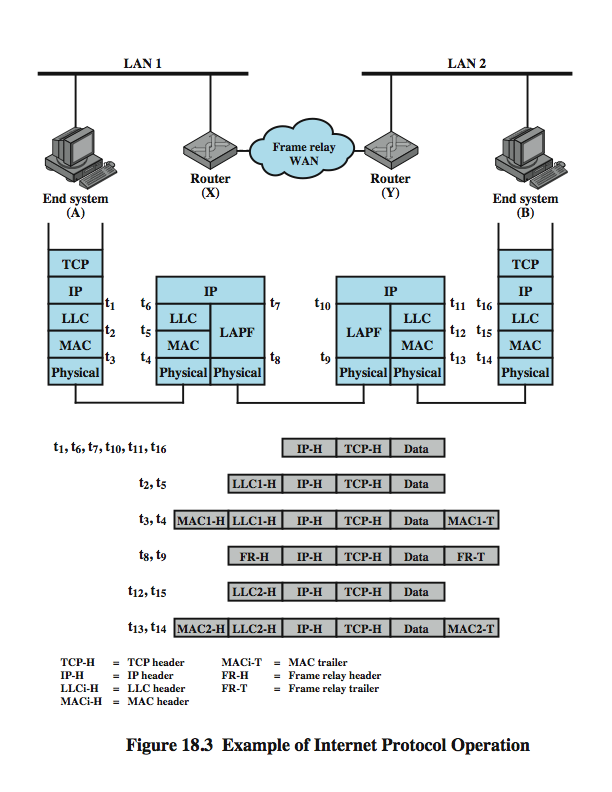 LAN 1 LAN 2
Frame relay
WAN
Router
(X)
Router
(Y)
End system
(A)
End system
(B)
TCP TCP
IP IP IP IP
t1 t6 t7 t10 t11 t16
LLC LLC LAPF LAPF LLC LLC
t2 t5 t12 t15
MAC MAC MAC MAC
t3 t4 t8 t9 t13 t14
Physical Physical Physical Physical Physical Physical
t1, t6, t7, t10, t11, t16 IP-H TCP-H Data
t2, t5 LLC1-H IP-H TCP-H Data
t3, t4 MAC1-H LLC1-H IP-H TCP-H Data MAC1-T
t8, t9 FR-H IP-H TCP-H Data FR-T
t12, t15 LLC2-H IP-H TCP-H Data
t13, t14 MAC2-H LLC2-H IP-H TCP-H Data MAC2-T
TCP-H = TCP header MACi-T = MAC trailer
IP-H = IP header FR-H = Frame relay header
LLCi-H = LLC header FR-T = Frame relay trailer
MACi-H = MAC header
Figure 18.3 Example of Internet Protocol Operation